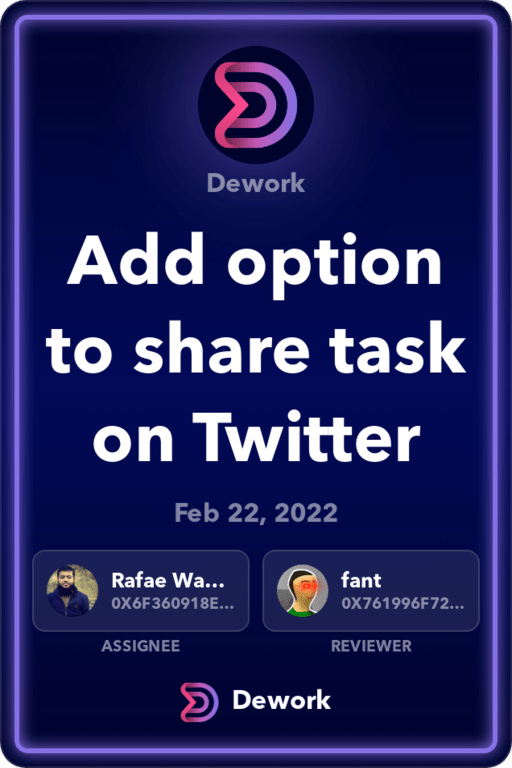 Dework
Add option
to share task
on Twitter
Feb 22, 2022
Rafae Wa...
0X6F360918E...
fant
0X761996F72...
ASSIGNEE
REVIEWER
Dework